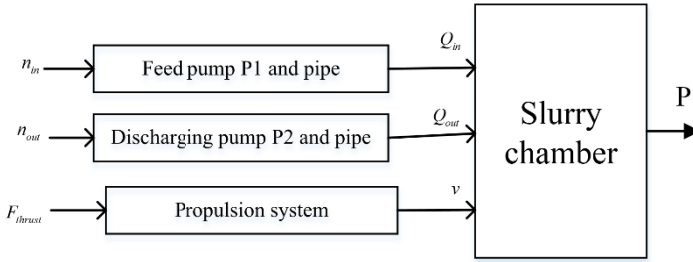 n_in
Feed pump P1 and pipe
Q_in
n_out
Discharging pump P2 and pipe
Q_out
F_thrust
Propulsion system
v
Slurry
chamber
P